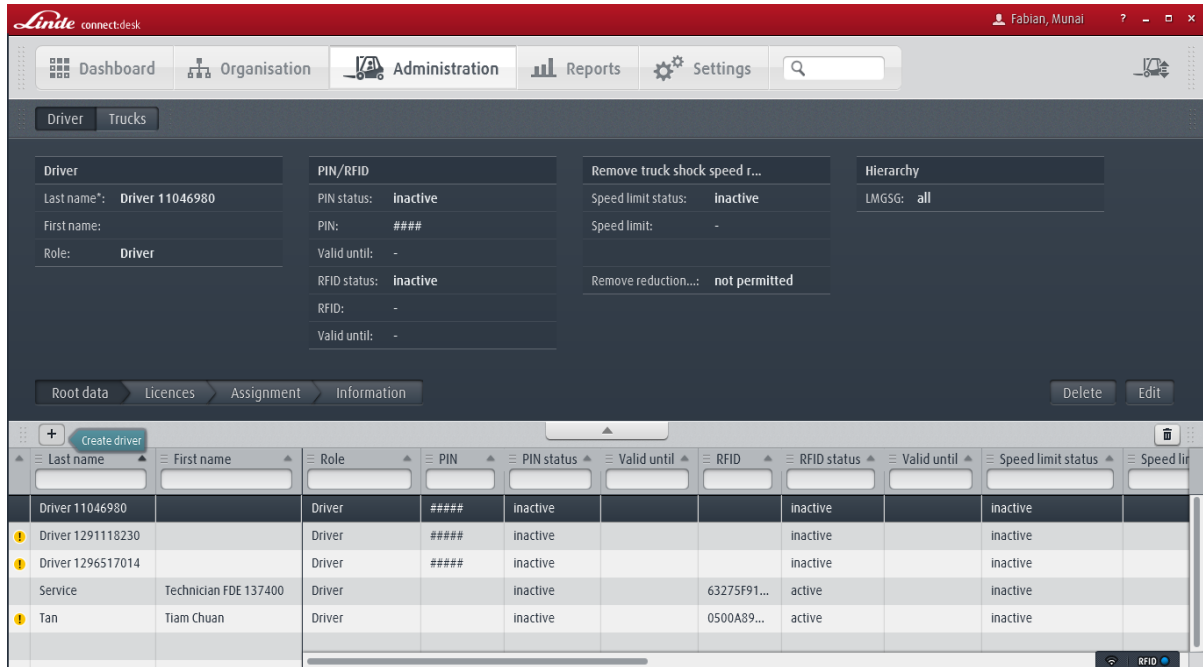 Linde connect:desk Fabian, Munai ?
Dashboard Organisation Administration Reports Settings
Driver Trucks
Driver PIN/RFID Remove truck shock speed r... Hierarchy
Last name*: Driver 11046980 PIN status: inactive Speed limit status: inactive LMGSG: all
First name: PIN: #### Speed limit: -
Role: Driver Valid until: -
RFID status: inactive Remove reduction...: not permitted
RFID: -
Valid until: -
Root data Licences Assignment Information Delete Edit
+ Create driver
Last name First name Role PIN PIN status Valid until RFID RFID status Valid until Speed limit status Speed lir
Driver 11046980 Driver ##### inactive inactive inactive
! Driver 1291118230 Driver ##### inactive inactive inactive
! Driver 1296517014 Driver ##### inactive inactive inactive
Service Technician FDE 137400 Driver inactive 63275F91... active inactive
! Tan Tiam Chuan Driver inactive 0500A89... active inactive
RFID